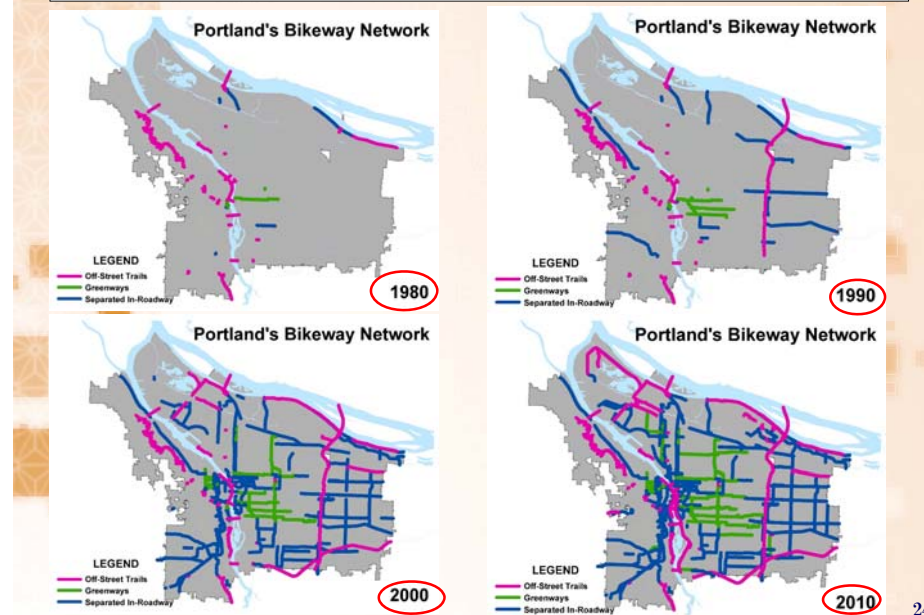 Portland's Bikeway Network
LEGEND
Off-Street Trails
Greenways
Separated In-Roadway
1980
Portland's Bikeway Network
LEGEND
Off-Street Trails
Greenways
Separated In-Roadway
1990
Portland's Bikeway Network
LEGEND
Off-Street Trails
Greenways
Separated In-Roadway
2000
Portland's Bikeway Network
LEGEND
Off-Street Trails
Greenways
Separated In-Roadway
2010
2